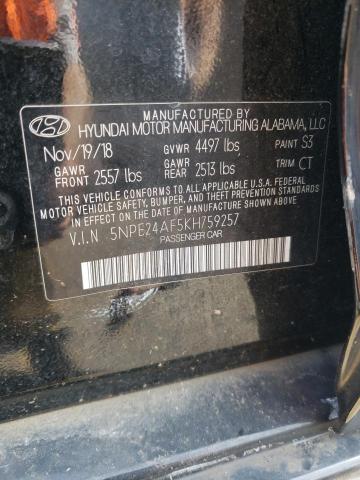 MANUFACTURED BY
HYUNDAI MOTOR MANUFACTURING ALABAMA, LLC
Nov/19/18 GVWR 4497 lbs PAINT S3
GAWR FRONT 2557 lbs GAWR REAR 2513 lbs TRIM CT
THIS VEHICLE CONFORMS TO ALL APPLICABLE U.S.A. FEDERAL
MOTOR VEHICLE SAFETY, BUMPER, AND THEFT PREVENTION
STANDARDS IN EFFECT ON THE DATE OF MANUFACTURE SHOWN ABOVE.
V.I.N 5NPE24AF5KH759257
PASSENGER CAR